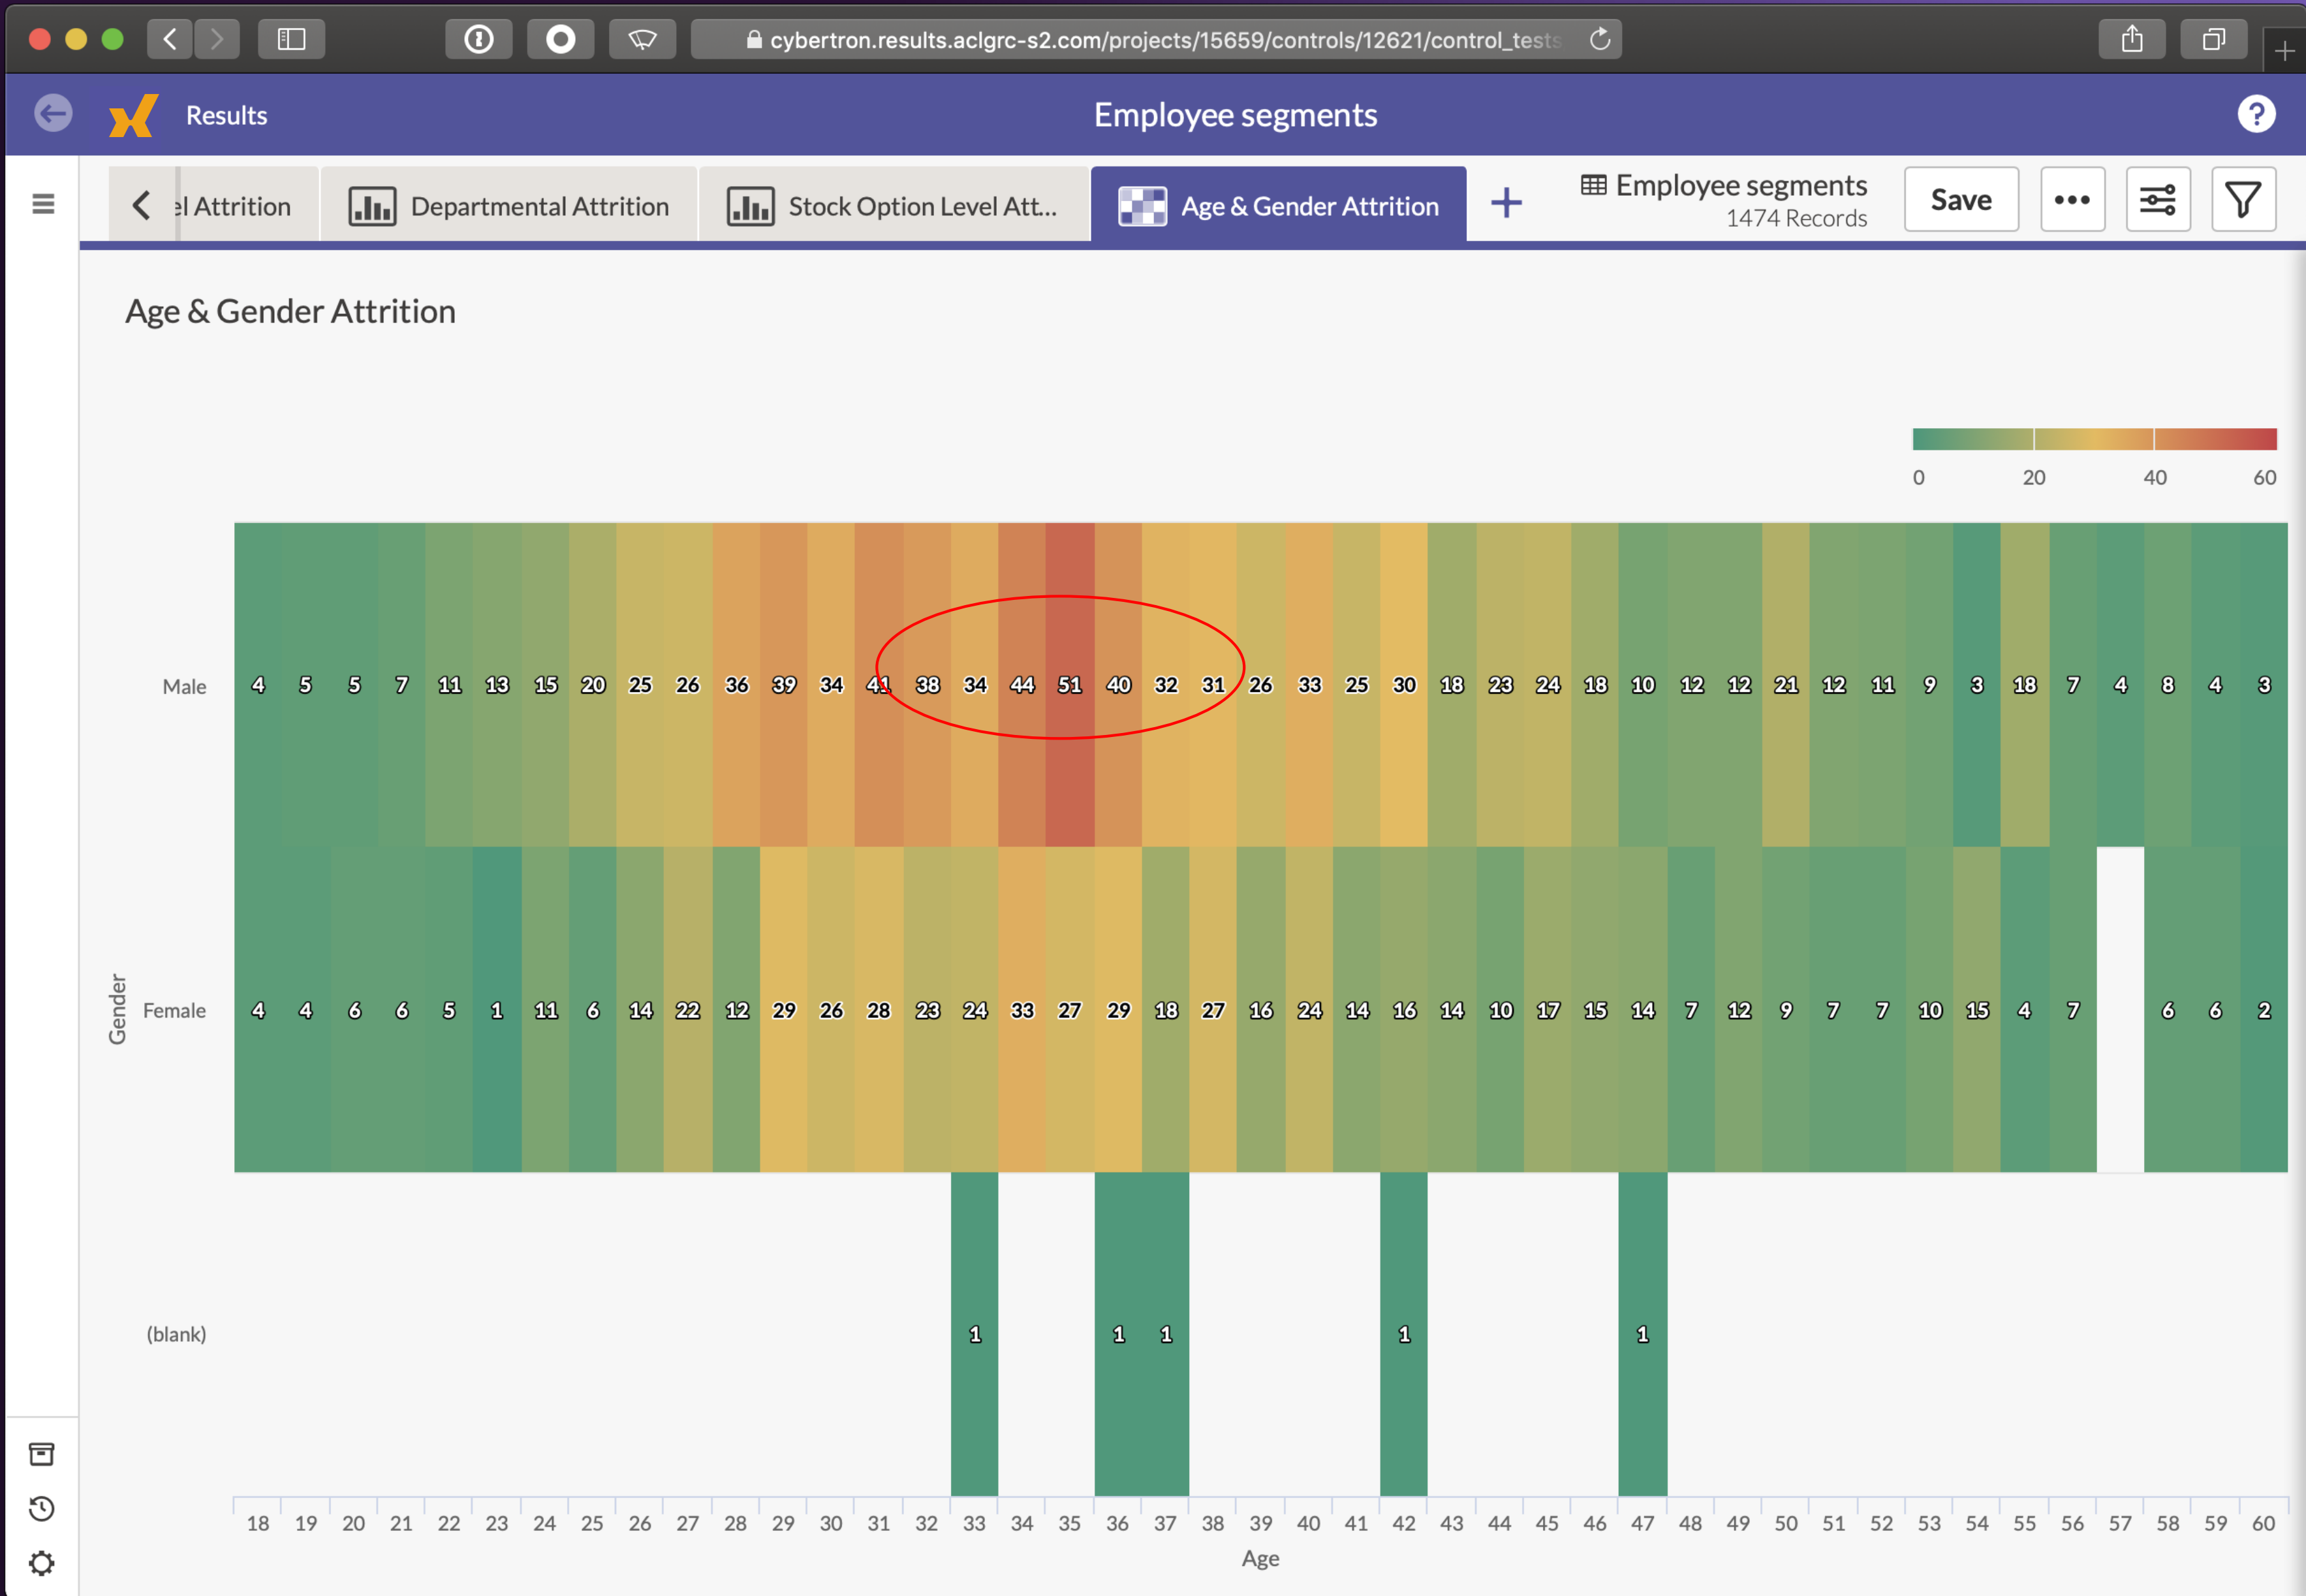 cybertron.results.aclgrc-s2.com/projects/15659/controls/12621/control_tests
Results
Employee segments
?
el Attrition
Departmental Attrition
Stock Option Level Att...
Age & Gender Attrition
+
Employee segments
1474 Records
Save
Age & Gender Attrition
0 20 40 60
Male 4 5 5 7 11 13 15 20 25 26 36 39 34 41 38 34 44 51 40 32 31 26 33 25 30 18 23 24 18 10 12 12 21 12 11 9 3 18 7 4 8 4 3
Gender
Female 4 4 6 6 5 1 11 6 14 22 12 29 26 28 23 24 33 27 29 18 27 16 24 14 16 14 10 17 15 14 7 12 9 7 7 10 15 4 7 6 6 2
(blank) 1 1 1 1 1
18 19 20 21 22 23 24 25 26 27 28 29 30 31 32 33 34 35 36 37 38 39 40 41 42 43 44 45 46 47 48 49 50 51 52 53 54 55 56 57 58 59 60
Age